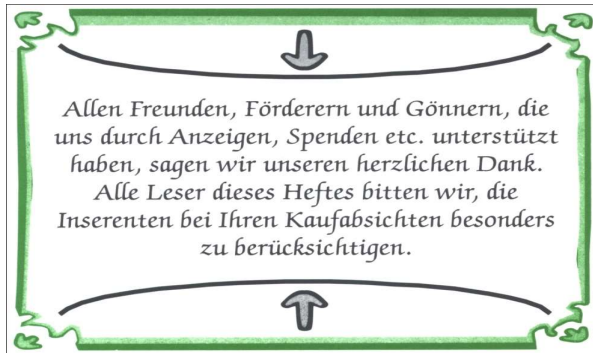 Allen Freunden, Förderern und Gönnern, die
uns durch Anzeigen, Spenden etc. unterstützt
haben, sagen wir unseren herzlichen Dank.
Alle Leser dieses Heftes bitten wir, die
Inserenten bei Ihren Kaufabsichten besonders
zu berücksichtigen.